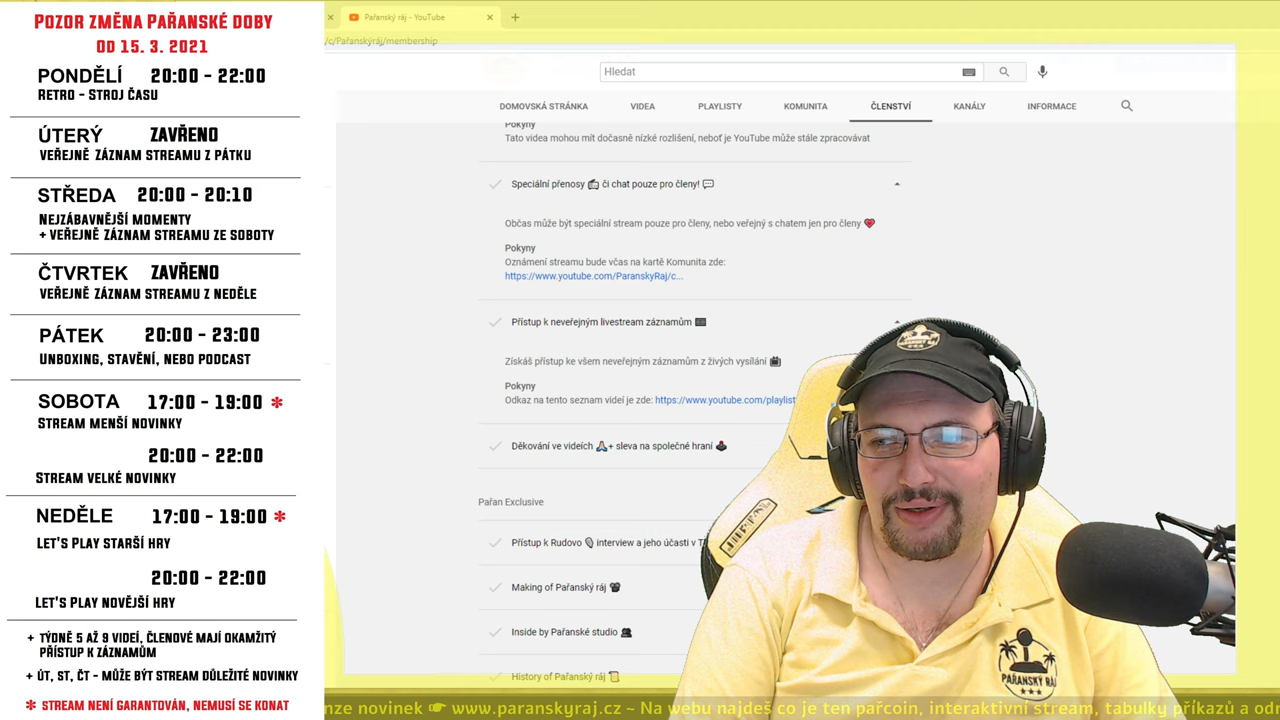 POZOR ZMĚNA PAŘANSKÉ DOBY
OD 15. 3. 2021
PONDĚLÍ 20:00 - 22:00
RETRO - STROJ ČASU
ÚTERÝ ZAVŘENO
VEŘEJNĚ ZÁZNAM STREAMU Z PÁTKU
STŘEDA 20:00 - 20:10
NEJZÁBAVNĚJŠÍ MOMENTY
+ VEŘEJNĚ ZÁZNAM STREAMU ZE SOBOTY
ČTVRTEK ZAVŘENO
VEŘEJNĚ ZÁZNAM STREAMU Z NEDĚLE
PÁTEK 20:00 - 23:00
UNBOXING, STAVĚNÍ, NEBO PODCAST
SOBOTA 17:00 - 19:00 *
STREAM MENŠÍ NOVINKY
20:00 - 22:00
STREAM VELKÉ NOVINKY
NEDĚLE 17:00 - 19:00 *
LET'S PLAY STARŠÍ HRY
20:00 - 22:00
LET'S PLAY NOVĚJŠÍ HRY
+ TÝDNĚ 5 AŽ 9 VIDEÍ, ČLENOVÉ MAJÍ OKAMŽITÝ
PŘÍSTUP K ZÁZNAMŮM
+ ÚT, ST, ČT - MŮŽE BÝT STREAM DŮLEŽITÉ NOVINKY
* STREAM NENÍ GARANTOVÁN, NEMUSÍ SE KONAT
Pařanský ráj - YouTube
/c/Pařanskýráj/membership
Hledat
DOMOVSKÁ STRÁNKA VIDEA PLAYLISTY KOMUNITA ČLENSTVÍ KANÁLY INFORMACE
Pokyny
Tato videa mohou mít dočasně nízké rozlišení, neboť je YouTube může stále zpracovávat
Speciální přenosy 📻 či chat pouze pro členy! 💬
Občas může být speciální stream pouze pro členy, nebo veřejný s chatem jen pro členy ❤️
Pokyny
Oznámení streamu bude včas na kartě Komunita zde:
https://www.youtube.com/ParanskyRaj/c...
Přístup k neveřejným livestream záznamům
Získáš přístup ke všem neveřejným záznamům z živých vysílání
Pokyny
Odkaz na tento seznam videí je zde: https://www.youtube.com/playlist
Děkování ve videích 🙏 + sleva na společné hraní 🕹️
Pařan Exclusive
Přístup k Rudovo interview a jeho účasti v
Making of Pařanský ráj
Inside by Pařanské studio
History of Pařanský ráj 📜
PAŘANSKÝ RÁJ
PAŘANSKÝ RÁJ
nze novinek 👉 www.paranskyraj.cz ~ Na webu najdeš co je ten pařcoin, interaktivní stream, tabulky příkazů a odm